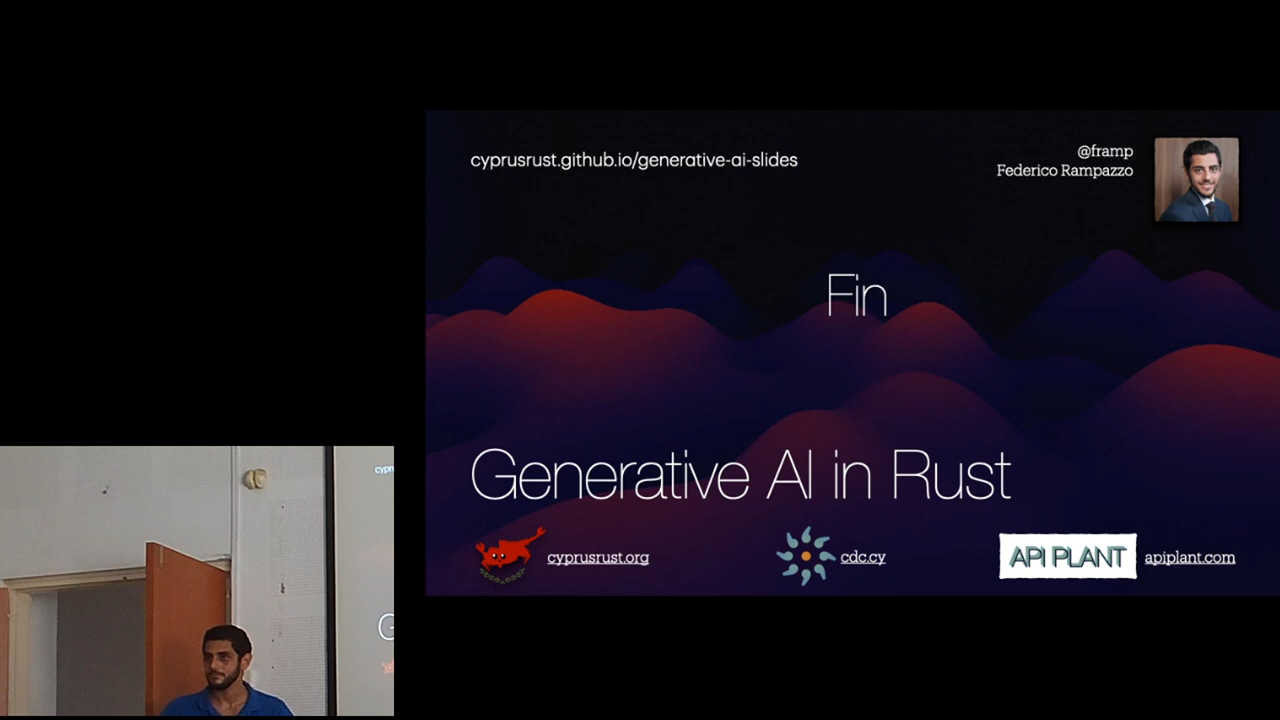 cyprusrust.github.io/generative-ai-slides
@framp
Federico Rampazzo
Fin
Generative AI in Rust
cyprusrust.org
cdc.cy
API PLANT
apiplant.com
cypru
G